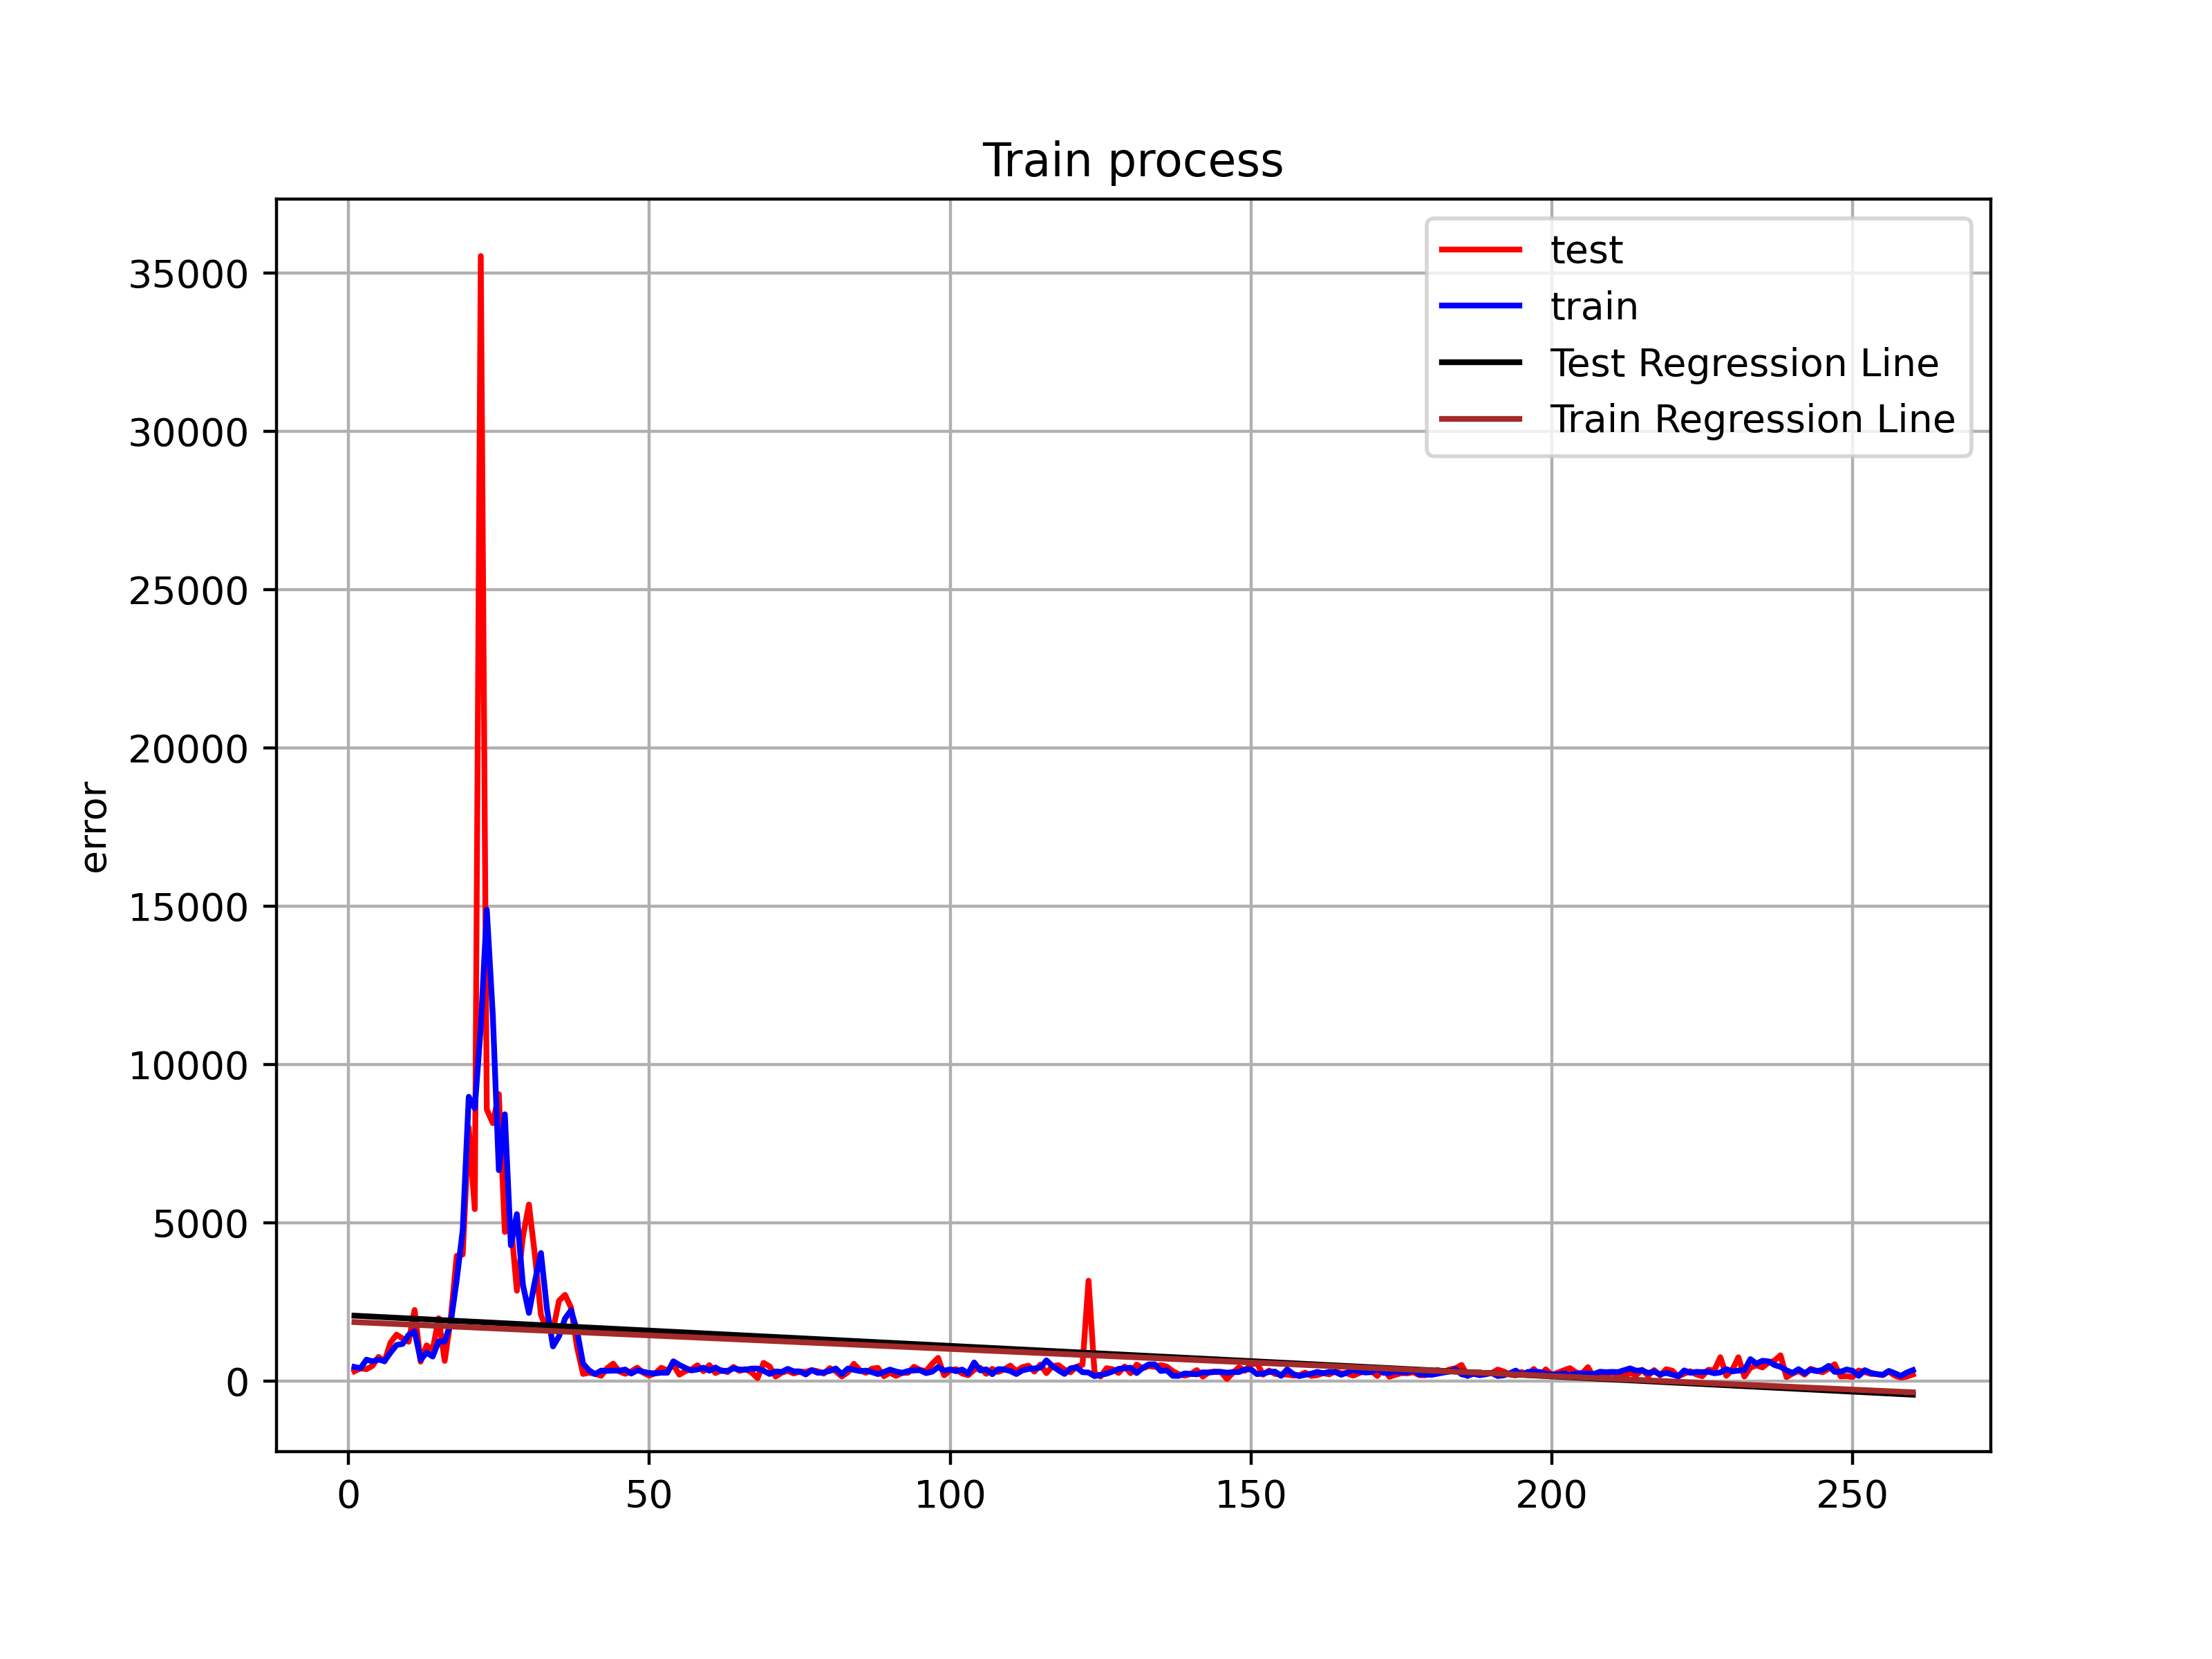 Train process
test
train
Test Regression Line
Train Regression Line
error
35000
30000
25000
20000
15000
10000
5000
0
0 50 100 150 200 250